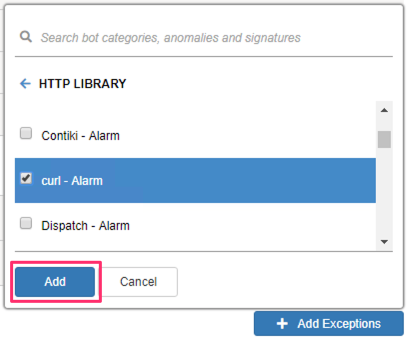 Search bot categories, anomalies and signatures
HTTP LIBRARY
Contiki - Alarm
curl - Alarm
Dispatch - Alarm
Add Cancel
Add Exceptions